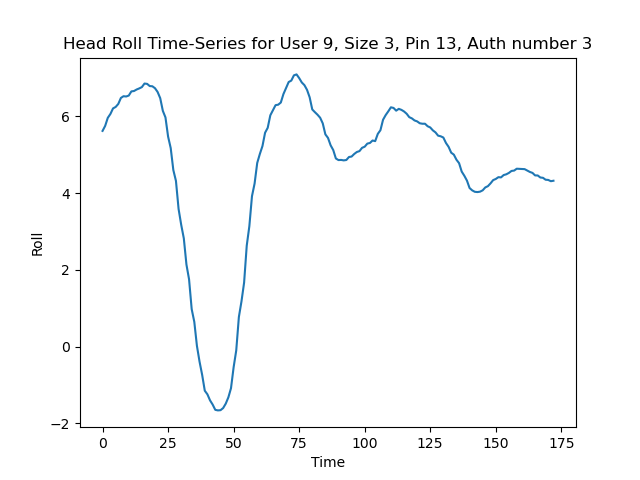 Head Roll Time-Series for User 9, Size 3, Pin 13, Auth number 3
6
4
2
0
−2
Roll
0 25 50 75 100 125 150 175
Time